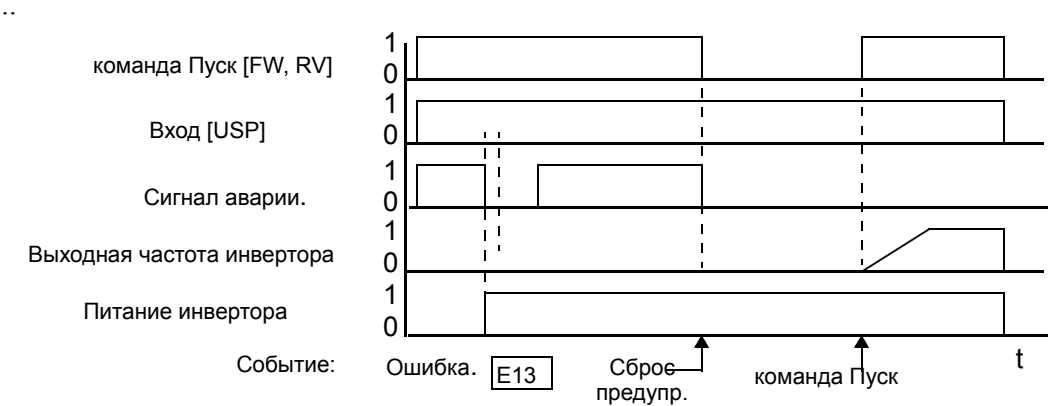 ..
команда Пуск [FW, RV]
1
0
Вход [USP]
1
0
Сигнал аварии.
1
0
Выходная частота инвертора
1
0
Питание инвертора
1
0
Событие: Ошибка. E13 Сброс предупр. команда Пуск t